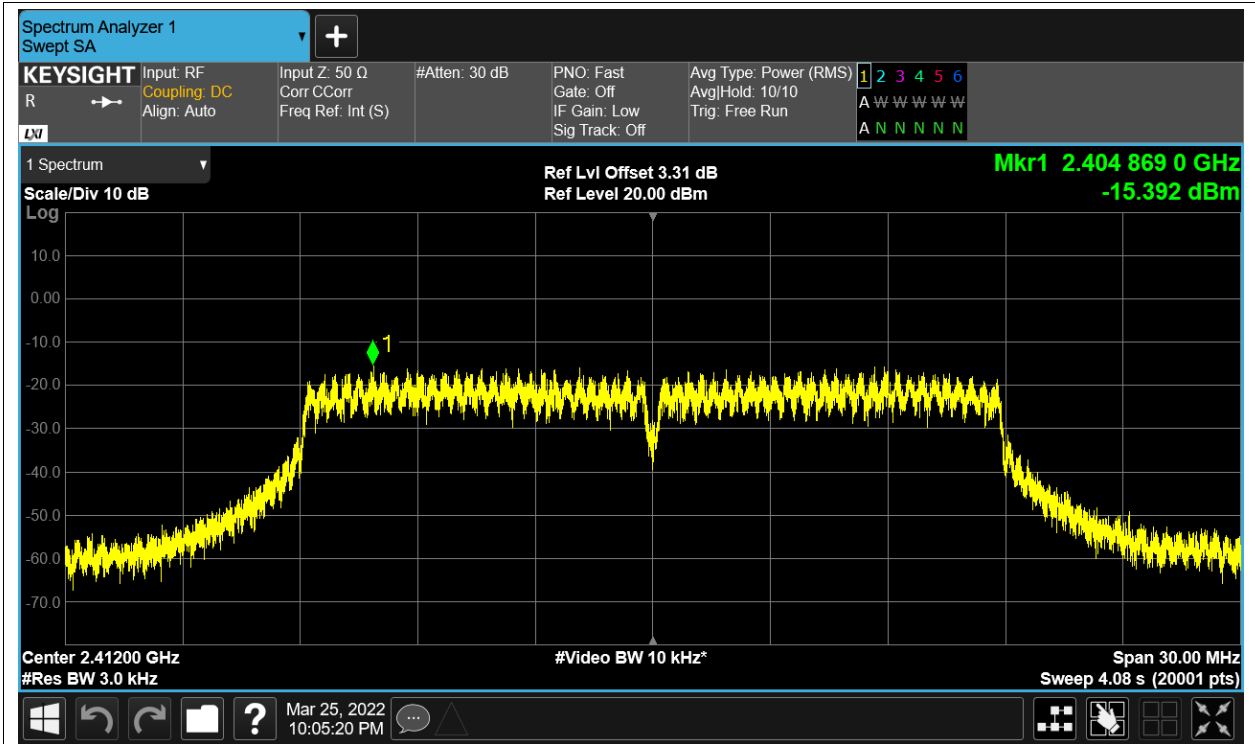 Spectrum Analyzer 1
Swept SA
KEYSIGHT
R
LXI
Input: RF
Coupling: DC
Align: Auto
Input Z: 50 Ω
Corr CCorr
Freq Ref: Int (S)
#Atten: 30 dB
PNO: Fast
Gate: Off
IF Gain: Low
Sig Track: Off
Avg Type: Power (RMS)
Avg|Hold: 10/10
Trig: Free Run
1 2 3 4 5 6
A W W W W W
A N N N N N
1 Spectrum
Scale/Div 10 dB
Log
Ref Lvl Offset 3.31 dB
Ref Level 20.00 dBm
Mkr1 2.404 869 0 GHz
-15.392 dBm
10.0
0.00
-10.0
-20.0
-30.0
-40.0
-50.0
-60.0
-70.0
1
Center 2.41200 GHz
#Res BW 3.0 kHz
#Video BW 10 kHz*
Span 30.00 MHz
Sweep 4.08 s (20001 pts)
?
Mar 25, 2022
10:05:20 PM